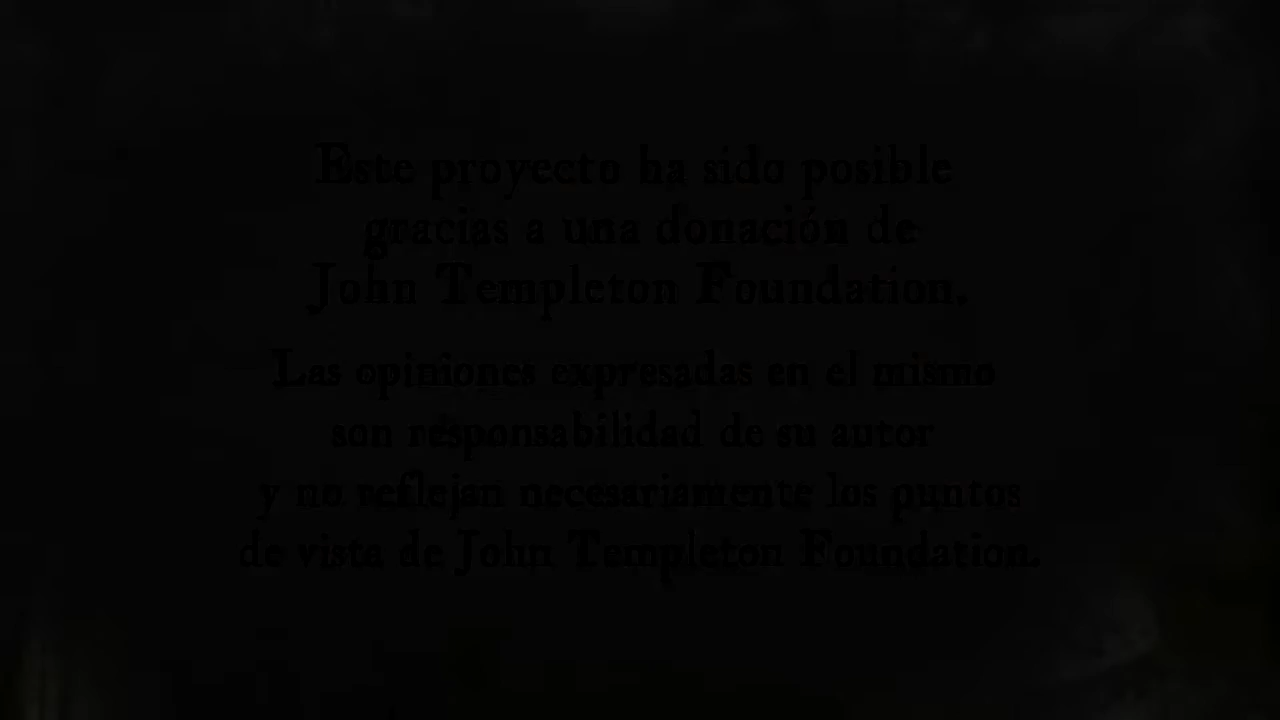 Este proyecto ha sido posible
gracias a una donación de
John Templeton Foundation.
Las opiniones expresadas en el mismo
son responsabilidad de su autor
y no reflejan necesariamente los puntos
de vista de John Templeton Foundation.